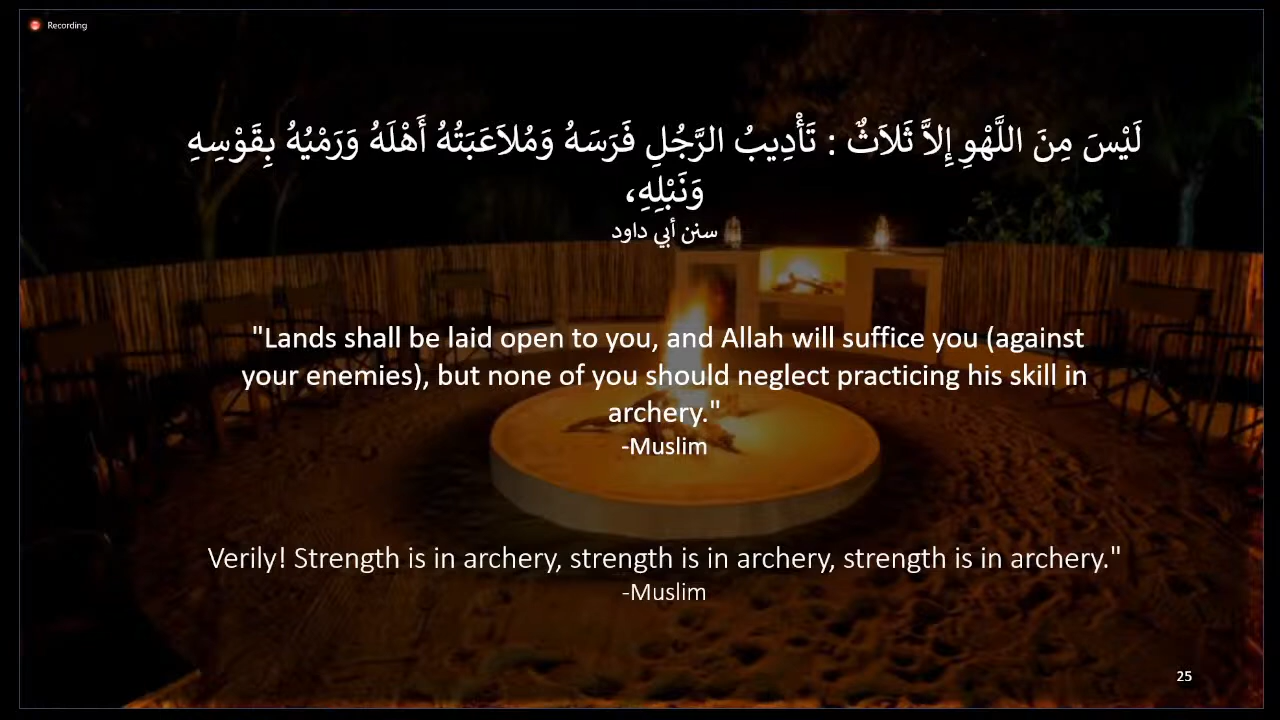 Recording
لَيْسَ مِنَ اللَّهْوِ إِلاَّ ثَلاَثٌ : تَأْدِيبُ الرَّجُلِ فَرَسَهُ وَمُلاَعَبَتُهُ أَهْلَهُ وَرَمْيُهُ بِقَوْسِهِ
وَنَبْلِهِ،
سنن أبي داود
"Lands shall be laid open to you, and Allah will suffice you (against
your enemies), but none of you should neglect practicing his skill in
archery."
-Muslim
Verily! Strength is in archery, strength is in archery, strength is in archery."
-Muslim
25